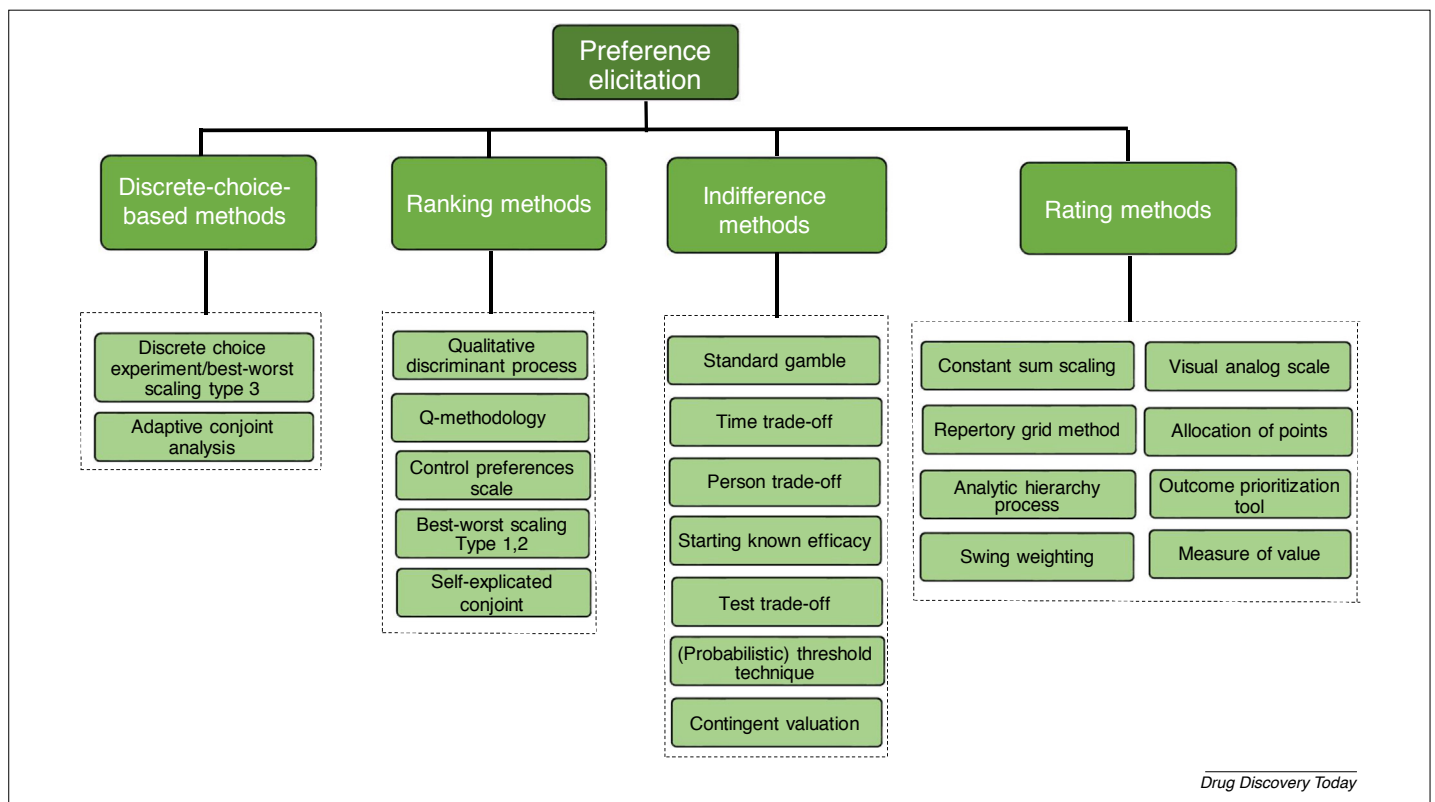 Preference
elicitation
Discrete-choice-
based methods
Ranking methods
Indifference
methods
Rating methods
Discrete choice
experiment/best-worst
scaling type 3
Adaptive conjoint
analysis
Qualitative
discriminant process
Q-methodology
Control preferences
scale
Best-worst scaling
Type 1,2
Self-explicated
conjoint
Standard gamble
Time trade-off
Person trade-off
Starting known efficacy
Test trade-off
(Probabilistic) threshold
technique
Contingent valuation
Constant sum scaling
Visual analog scale
Repertory grid method
Allocation of points
Analytic hierarchy
process
Outcome prioritization
tool
Swing weighting
Measure of value
Drug Discovery Today